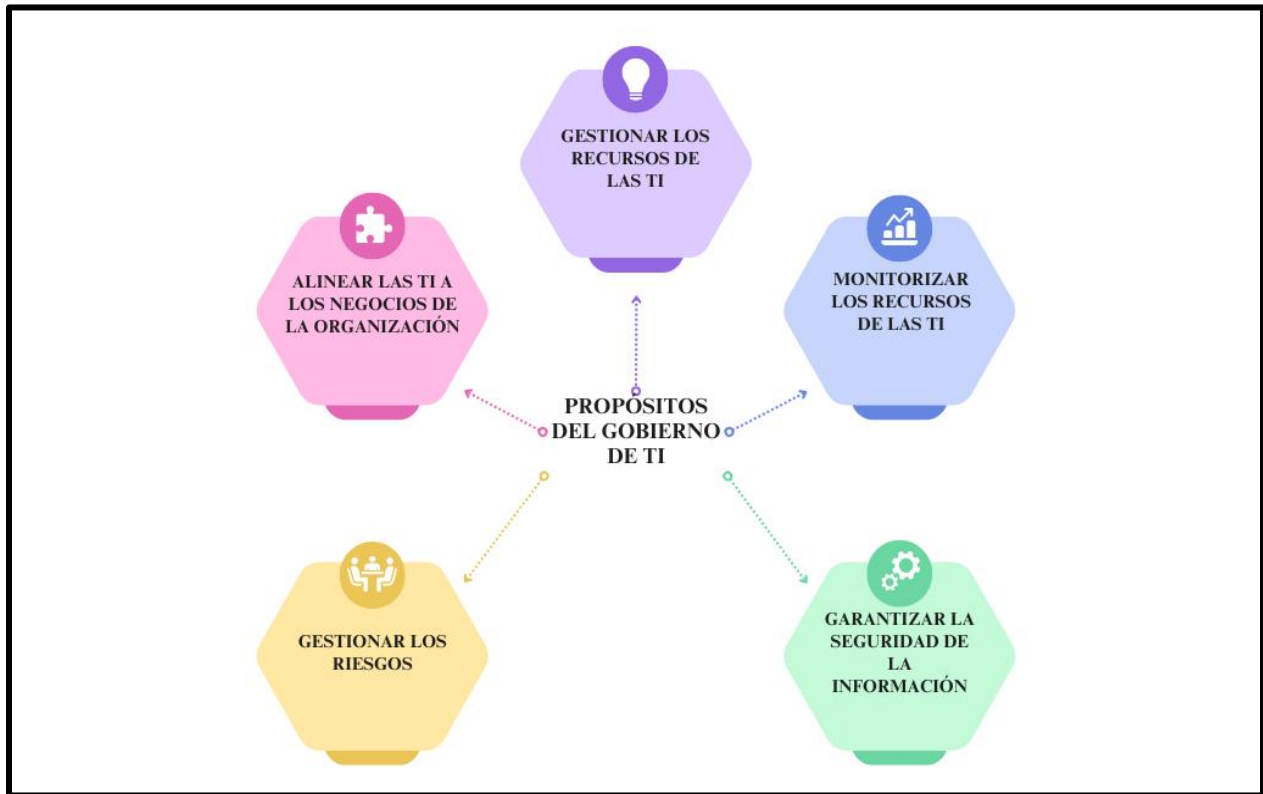 GESTIONAR LOS
RECURSOS DE
LAS TI
ALINEAR LAS TI A
LOS NEGOCIOS DE
LA ORGANIZACIÓN
MONITORIZAR
LOS RECURSOS
DE LAS TI
PROPÓSITOS
DEL GOBIERNO
DE TI
GESTIONAR LOS
RIESGOS
GARANTIZAR LA
SEGURIDAD DE
LA
INFORMACIÓN